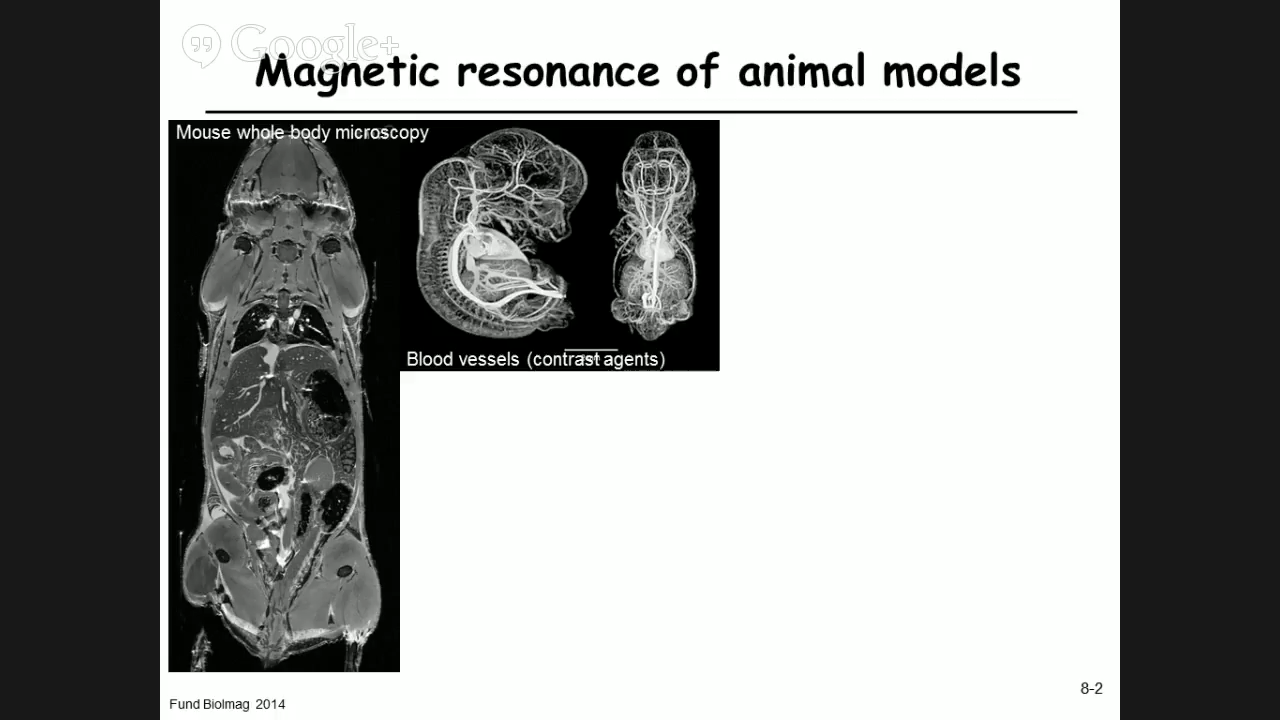 Google+
Magnetic resonance of animal models
Mouse whole body microscopy
Blood vessels (contrast agents)
8-2
Fund BioImag 2014